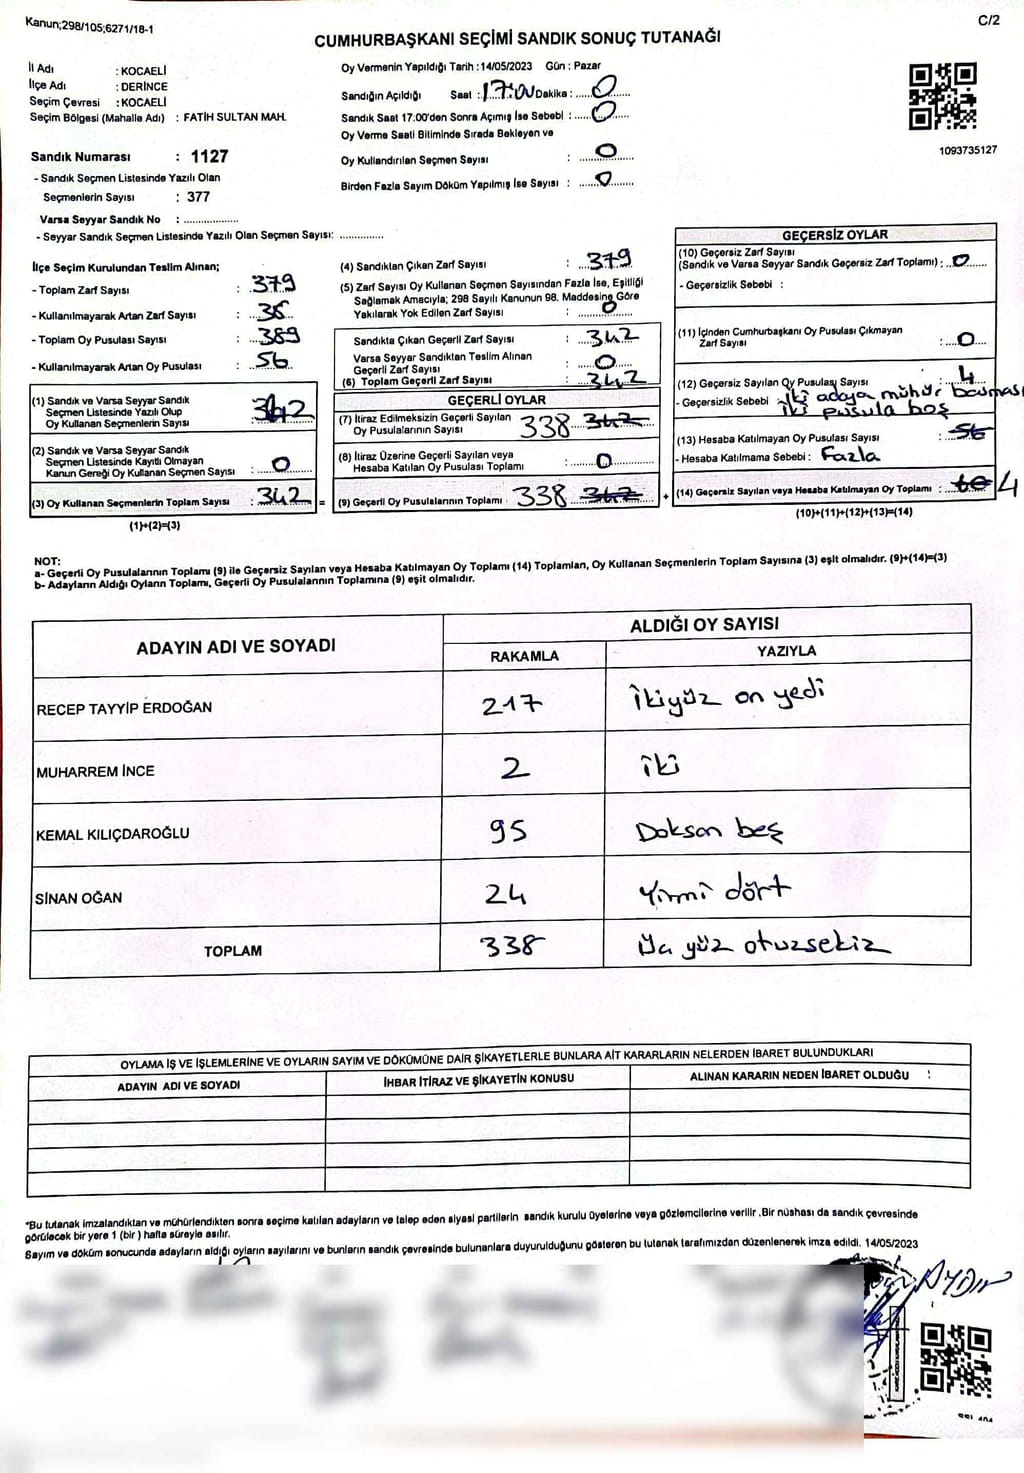 Kanun;298/105;6271/18-1
C/2
CUMHURBAŞKANI SEÇİMİ SANDIK SONUÇ TUTANAĞI
İl Adı : KOCAELİ
İlçe Adı : DERİNCE
Seçim Çevresi : KOCAELİ
Seçim Bölgesi (Mahalle Adı) : FATİH SULTAN MAH.
Sandık Numarası : 1127
- Sandık Seçmen Listesinde Yazılı Olan
Seçmenlerin Sayısı : 377
Varsa Seyyar Sandık No : ..................
- Seyyar Sandık Seçmen Listesinde Yazılı Olan Seçmen Sayısı: ..............
Oy Vermenin Yapıldığı Tarih :14/05/2023 Gün : Pazar
Sandığın Açıldığı Saat : 17:00 Dakika : 0
Sandık Saat 17:00'den Sonra Açımış İse Sebebi : 0
Oy Verme Saati Bitiminde Sırada Bekleyen ve
Oy Kullandırılan Seçmen Sayısı : 0
Birden Fazla Sayım Döküm Yapılmış İse Sayısı : 0
1093735127
İlçe Seçim Kurulundan Teslim Alınan;
- Toplam Zarf Sayısı : 379
- Kullanılmayarak Artan Zarf Sayısı : 36
- Toplam Oy Pusulası Sayısı : 389
- Kullanılmayarak Artan Oy Pusulası : 56
(1) Sandık ve Varsa Seyyar Sandık
Seçmen Listesinde Yazılı Olup
Oy Kullanan Seçmenlerin Sayısı : 342
(2) Sandık ve Varsa Seyyar Sandık
Seçmen Listesinde Kayıtlı Olmayan
Kanun Gereği Oy Kullanan Seçmen Sayısı : 0
(3) Oy Kullanan Seçmenlerin Toplam Sayısı : 342 =
(1)+(2)=(3)
(4) Sandıktan Çıkan Zarf Sayısı : 379
(5) Zarf Sayısı Oy Kullanan Seçmen Sayısından Fazla İse, Eşitliği
Sağlamak Amacıyla; 298 Sayılı Kanunun 98. Maddesine Göre
Yakılarak Yok Edilen Zarf Sayısı : 0
Sandıkta Çıkan Geçerli Zarf Sayısı : 342
Varsa Seyyar Sandıktan Teslim Alınan
Geçerli Zarf Sayısı : 0
(6) Toplam Geçerli Zarf Sayısı : 342
GEÇERLİ OYLAR
(7) İtiraz Edilmeksizin Geçerli Sayılan
Oy Pusulalarının Sayısı 338 342
(8) İtiraz Üzerine Geçerli Sayılan veya
Hesaba Katılan Oy Pusulası Toplamı : 0
(9) Geçerli Oy Pusulalarının Toplamı 338 342 +
GEÇERSİZ OYLAR
(10) Geçersiz Zarf Sayısı
(Sandık ve Varsa Seyyar Sandık Geçersiz Zarf Toplamı) : 0
- Geçersizlik Sebebi :
(11) İçinden Cumhurbaşkanı Oy Pusulası Çıkmayan
Zarf Sayısı : 0
(12) Geçersiz Sayılan Oy Pusulası Sayısı : 4
- Geçersizlik Sebebi : İki adaya mühür basması
İki pusula boş
(13) Hesaba Katılmayan Oy Pusulası Sayısı : 56
- Hesaba Katılmama Sebebi : Fazla
(14) Geçersiz Sayılan veya Hesaba Katılmayan Oy Toplamı : 60 4
(10)+(11)+(12)+(13)=(14)
NOT:
a- Geçerli Oy Pusulalarının Toplamı (9) ile Geçersiz Sayılan veya Hesaba Katılmayan Oy Toplamı (14) Toplamları, Oy Kullanan Seçmenlerin Toplam Sayısına (3) eşit olmalıdır. (9)+(14)=(3)
b- Adayların Aldığı Oyların Toplamı, Geçerli Oy Pusulalarının Toplamına (9) eşit olmalıdır.
ADAYIN ADI VE SOYADI ALDIĞI OY SAYISI
RAKAMLA YAZIYLA
RECEP TAYYİP ERDOĞAN 217 İkiyüz on yedi
MUHARREM İNCE 2 İki
KEMAL KILIÇDAROĞLU 95 Doksan beş
SİNAN OĞAN 24 Yirmi dört
TOPLAM 338 Üç yüz otuzsekiz
OYLAMA İŞ VE İŞLEMLERİNE VE OYLARIN SAYIM VE DÖKÜMÜNE DAİR ŞİKAYETLERLE BUNLARA AİT KARARLARIN NELERDEN İBARET BULUNDUKLARI
ADAYIN ADI VE SOYADI İHBAR İTİRAZ VE ŞİKAYETİN KONUSU ALINAN KARARIN NEDEN İBARET OLDUĞU
*Bu tutanak imzalandıktan ve mühürlendikten sonra seçime katılan adayların ve talep eden siyasi partilerin sandık kurulu üyelerine veya gözlemcilerine verilir .Bir nüshası da sandık çevresinde
görülecek bir yere 1 (bir ) hafta süreyle asılır.
Sayım ve döküm sonucunda adayların aldığı oyların sayılarını ve bunların sandık çevresinde bulunanlara duyurulduğunu gösteren bu tutanak tarafımızdan düzenlenerek imza edildi. 14/05/2023
AYDIN